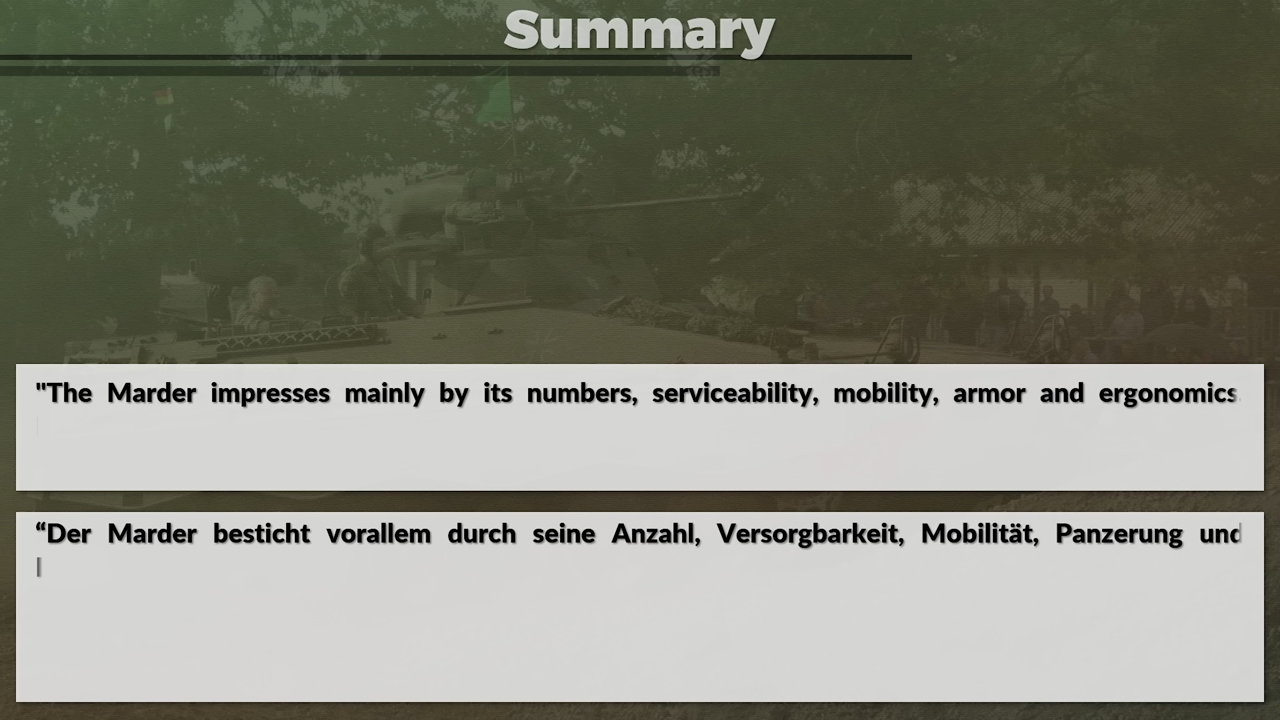 Summary
"The Marder impresses mainly by its numbers, serviceability, mobility, armor and ergonomics
“Der Marder besticht vorallem durch seine Anzahl, Versorgbarkeit, Mobilität, Panzerung und